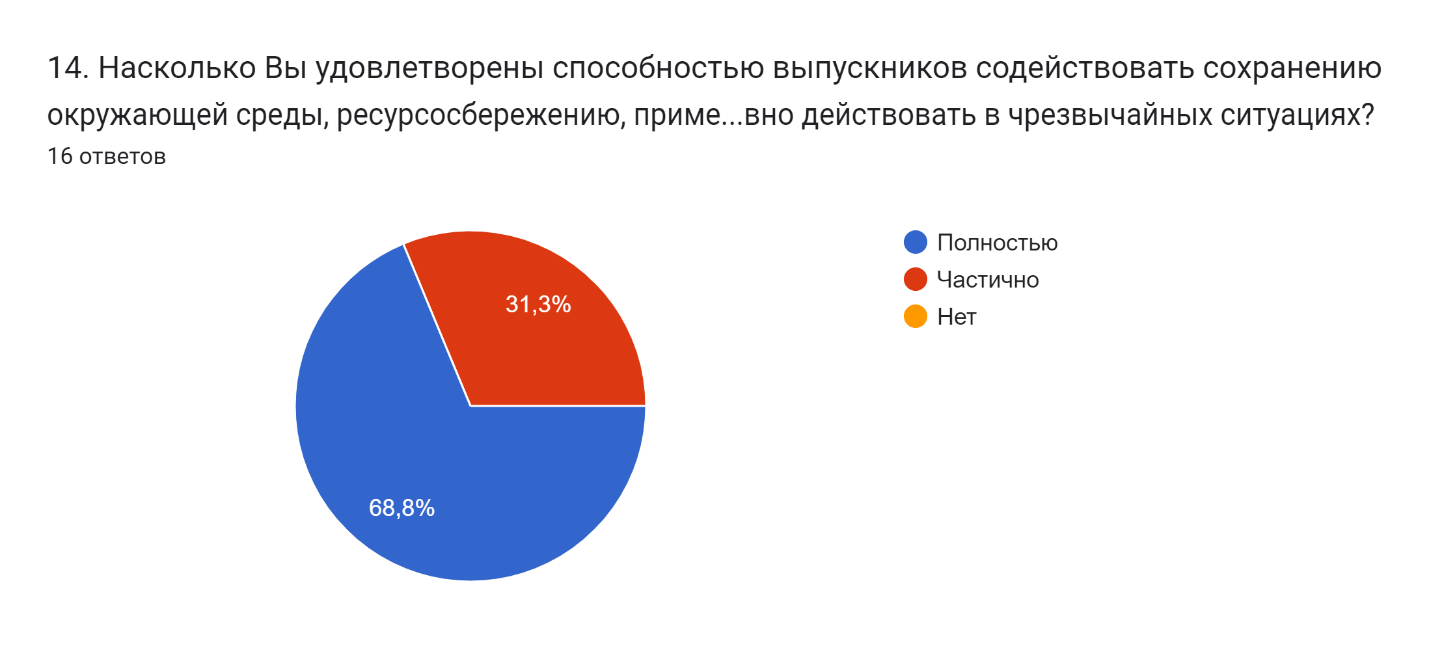 14. Насколько Вы удовлетворены способностью выпускников содействовать сохранению
окружающей среды, ресурсосбережению, приме...вно действовать в чрезвычайных ситуациях?
16 ответов
Полностью
Частично
Нет
31,3%
68,8%